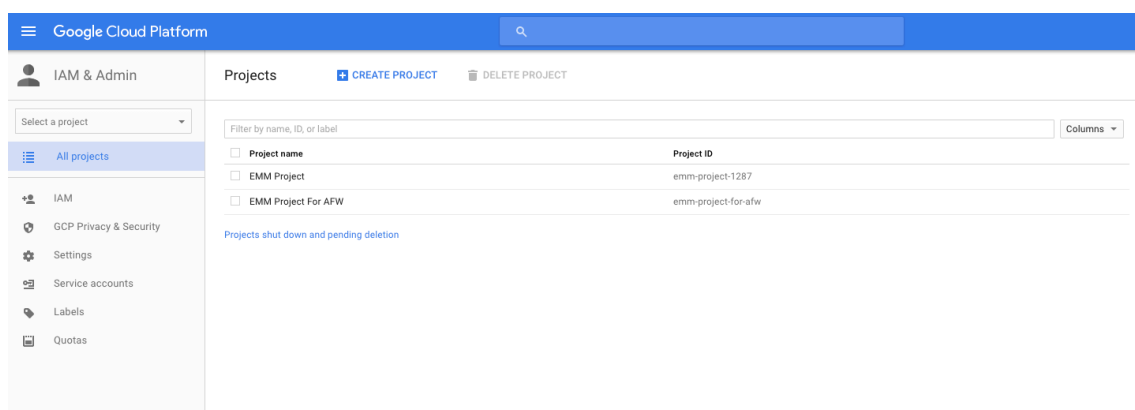 Google Cloud Platform
IAM & Admin
Projects
CREATE PROJECT
DELETE PROJECT
Select a project
Filter by name, ID, or label
Columns
All projects
Project name
Project ID
EMM Project
emm-project-1287
EMM Project For AFW
emm-project-for-afw
Projects shut down and pending deletion
IAM
GCP Privacy & Security
Settings
Service accounts
Labels
Quotas